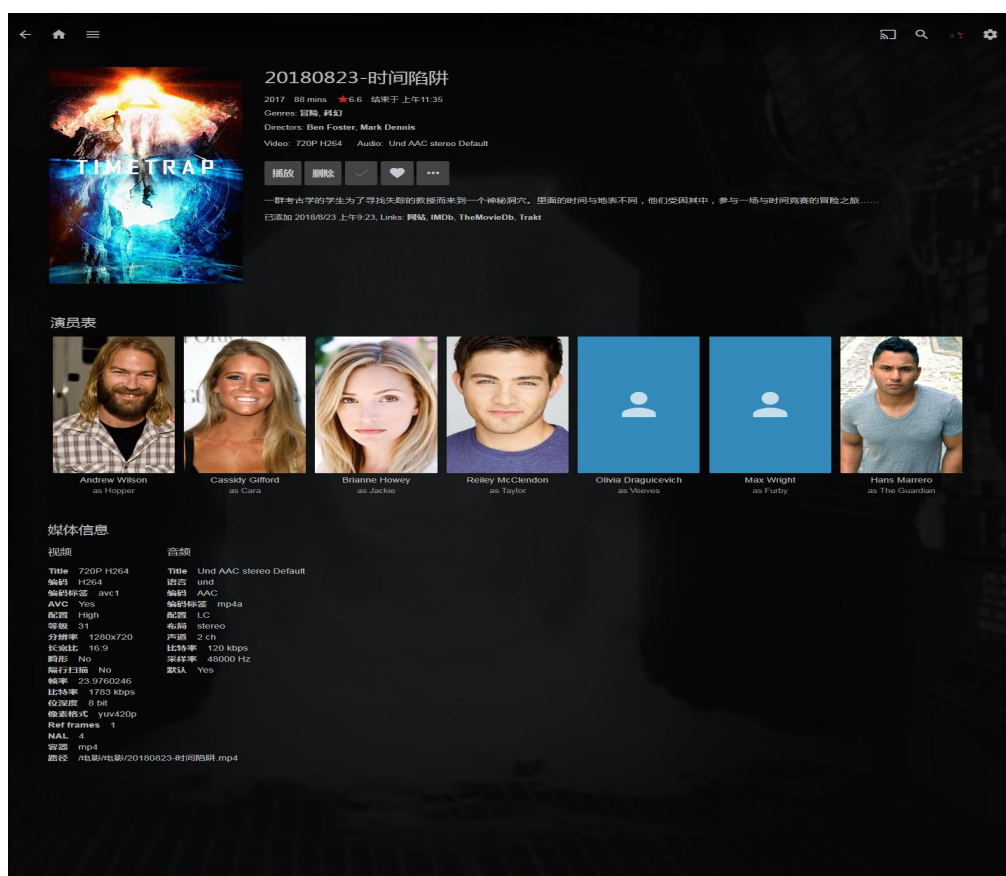 20180823-时间陷阱
2017 88 mins ★6.6 结束于 上午11:35
Genres: 冒险, 科幻
Directors: Ben Foster, Mark Dennis
Video: 720P H264 Audio: Und AAC stereo Default
TIMETRAP
播放 删除
一群考古学的学生为了寻找失踪的教授而来到一个神秘洞穴。里面的时间与地表不同，他们受困其中，参与一场与时间竞赛的冒险之旅……
已添加 2018/8/23 上午9:23, Links: 网站, IMDb, TheMovieDb, Trakt
演员表
Andrew Wilson
as Hopper
Cassidy Gifford
as Cara
Brianne Howey
as Jackie
Reiley McClendon
as Taylor
Olivia Draguicevich
as Veeves
Max Wright
as Furby
Hans Marrero
as The Guardian
媒体信息
视频
Title 720P H264
编码 H264
编码标签 avc1
AVC Yes
配置 High
等级 31
分辨率 1280x720
长宽比 16:9
畸形 No
隔行扫描 No
帧率 23.9760246
比特率 1783 kbps
位深度 8 bit
像素格式 yuv420p
Ref frames 1
NAL 4
容器 mp4
路径 /电影/电影/20180823-时间陷阱.mp4
音频
Title Und AAC stereo Default
语言 und
编码 AAC
编码标签 mp4a
配置 LC
布局 stereo
声道 2 ch
比特率 120 kbps
采样率 48000 Hz
默认 Yes